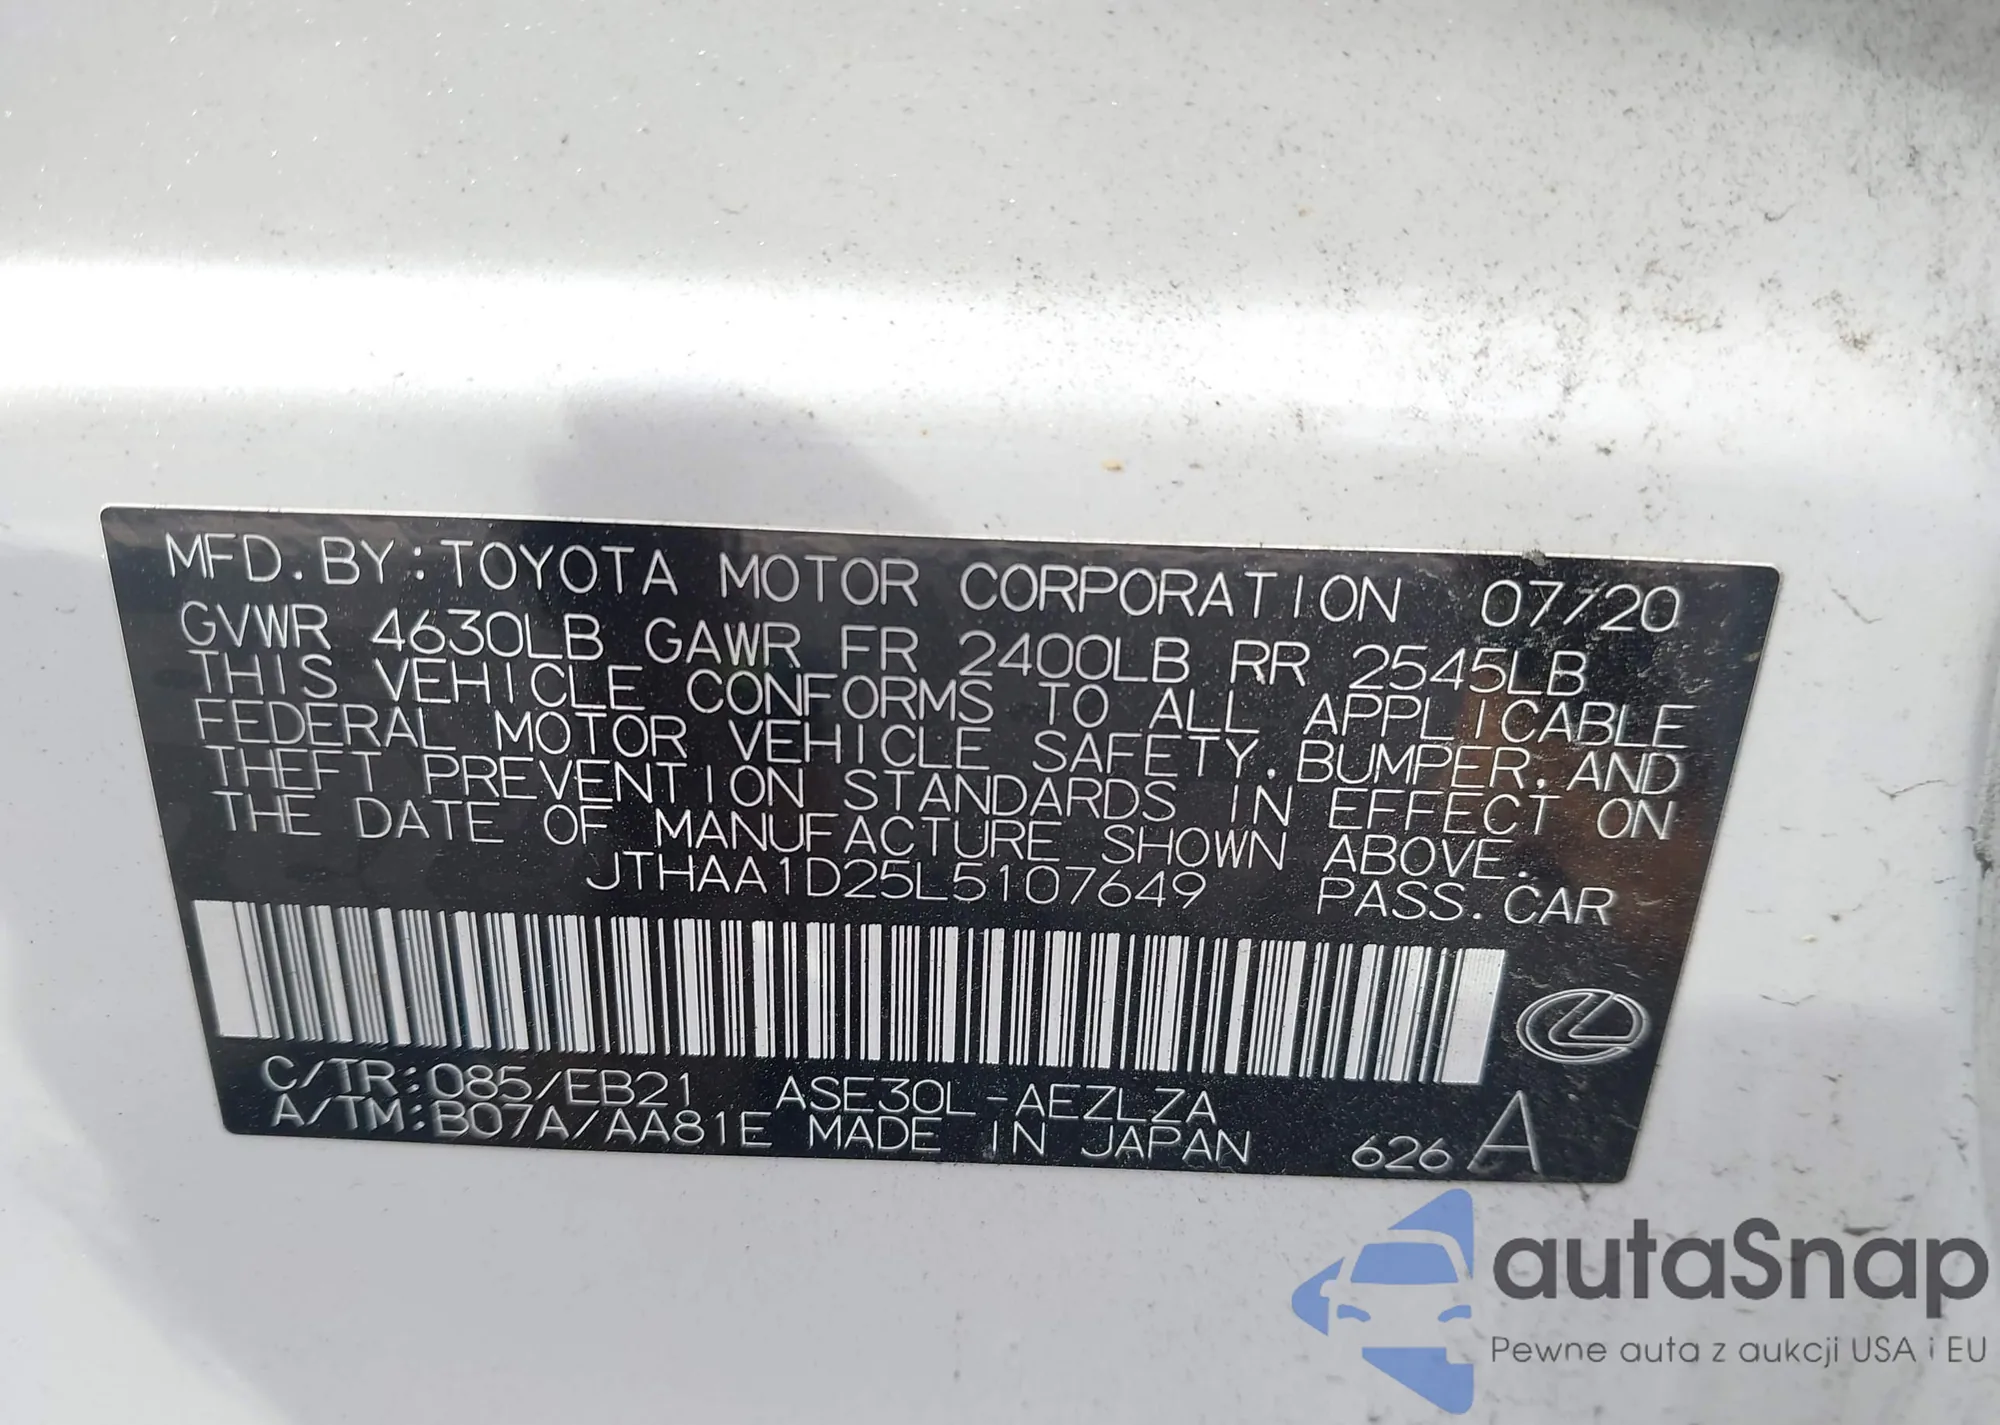 MFD. BY: TOYOTA MOTOR CORPORATION 07/20
GVWR 4630LB GAWR FR 2400LB RR 2545LB
THIS VEHICLE CONFORMS TO ALL APPLICABLE
FEDERAL MOTOR VEHICLE SAFETY, BUMPER, AND
THEFT PREVENTION STANDARDS IN EFFECT ON
THE DATE OF MANUFACTURE SHOWN ABOVE.
JTHAA1D25L5107649 PASS. CAR
C/TR: 085/EB21 ASE30L-AEZLZA
A/TM: B07A/AA81E MADE IN JAPAN 626 A
autaSnap
Pewne auta z aukcji USA i EU